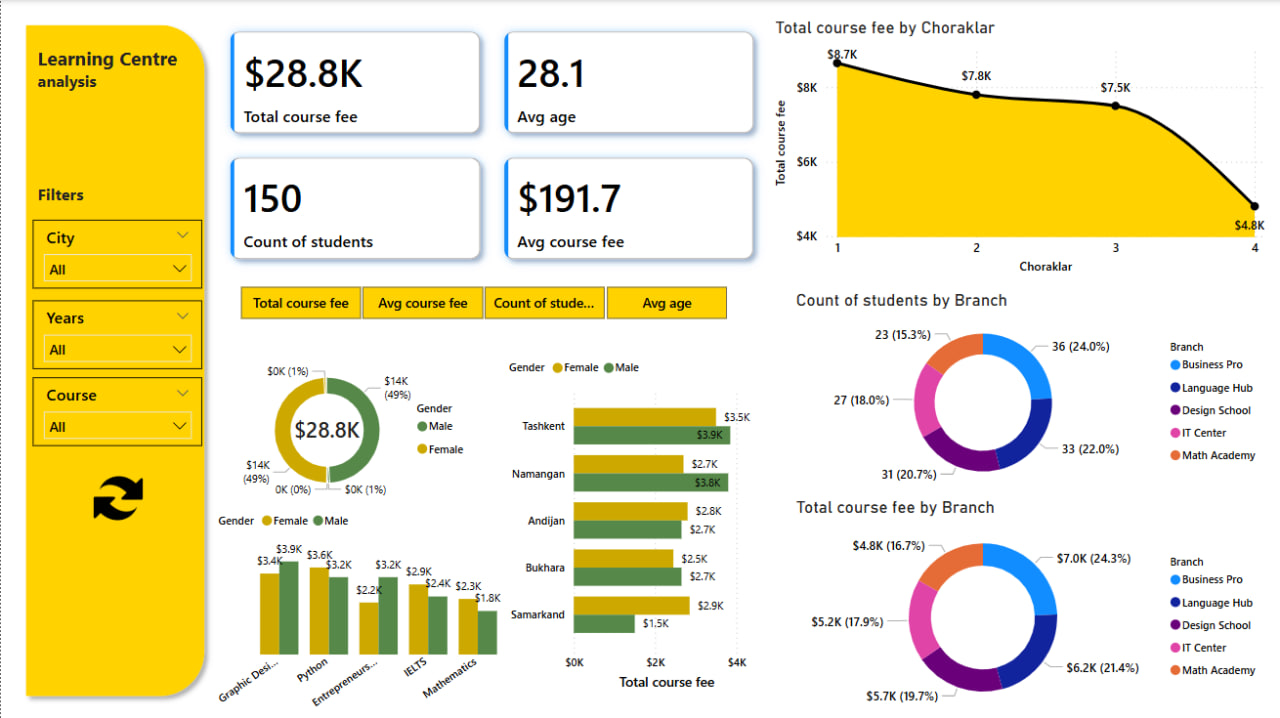 Learning Centre
analysis
Filters
City
All
Years
All
Course
All
$28.8K
Total course fee
28.1
Avg age
150
Count of students
$191.7
Avg course fee
Total course fee
Avg course fee
Count of stude...
Avg age
$0K (1%)
$14K
(49%)
$28.8K
$14K
(49%)
0K (0%)
$0K (1%)
Gender
Male
Female
Gender Female Male
$3.4K
$3.9K
$3.6K
$3.2K
$2.2K
$3.2K
$2.9K
$2.4K
$2.3K
$1.8K
Graphic Desi...
Python
Entrepreneurs...
IELTS
Mathematics
Gender Female Male
Tashkent
$3.5K
$3.9K
Namangan
$2.7K
$3.8K
Andijan
$2.8K
$2.7K
Bukhara
$2.5K
$2.7K
Samarkand
$2.9K
$1.5K
$0K
$2K
$4K
Total course fee
Total course fee by Choraklar
$8.7K
$7.8K
$7.5K
$4.8K
$8K
$6K
$4K
Total course fee
1
2
3
4
Choraklar
Count of students by Branch
23 (15.3%)
36 (24.0%)
27 (18.0%)
33 (22.0%)
31 (20.7%)
Branch
Business Pro
Language Hub
Design School
IT Center
Math Academy
Total course fee by Branch
$4.8K (16.7%)
$7.0K (24.3%)
$5.2K (17.9%)
$6.2K (21.4%)
$5.7K (19.7%)
Branch
Business Pro
Language Hub
Design School
IT Center
Math Academy